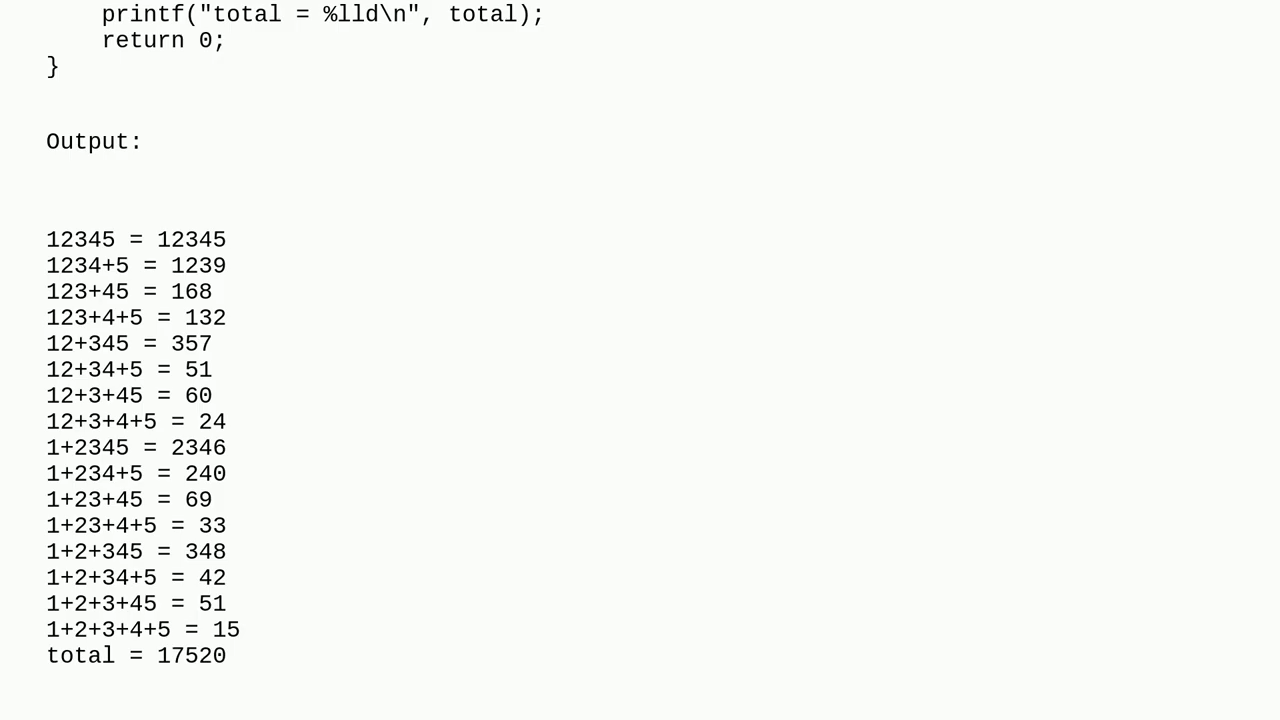 printf("total = %lld\n", total);
    return 0;
}
Output:
12345 = 12345
1234+5 = 1239
123+45 = 168
123+4+5 = 132
12+345 = 357
12+34+5 = 51
12+3+45 = 60
12+3+4+5 = 24
1+2345 = 2346
1+234+5 = 240
1+23+45 = 69
1+23+4+5 = 33
1+2+345 = 348
1+2+34+5 = 42
1+2+3+45 = 51
1+2+3+4+5 = 15
total = 17520